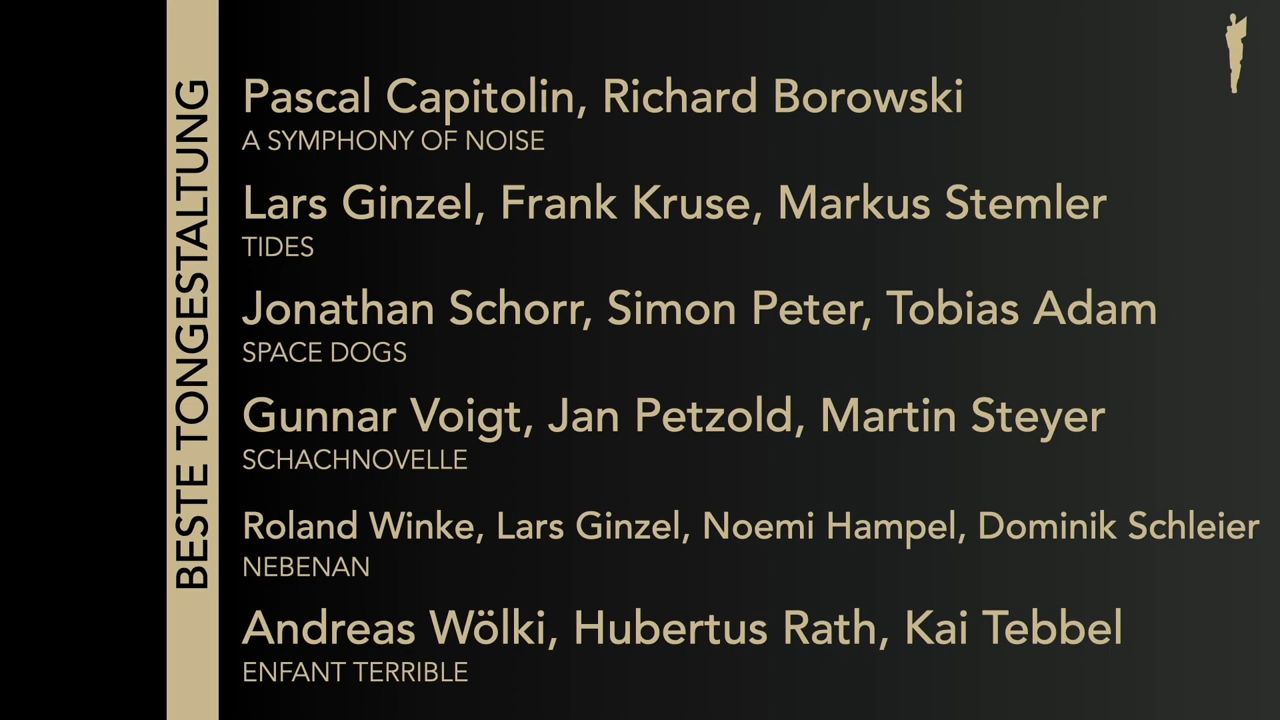 BESTE TONGESTALTUNG
Pascal Capitolin, Richard Borowski
A SYMPHONY OF NOISE
Lars Ginzel, Frank Kruse, Markus Stemler
TIDES
Jonathan Schorr, Simon Peter, Tobias Adam
SPACE DOGS
Gunnar Voigt, Jan Petzold, Martin Steyer
SCHACHNOVELLE
Roland Winke, Lars Ginzel, Noemi Hampel, Dominik Schleier
NEBENAN
Andreas Wölki, Hubertus Rath, Kai Tebbel
ENFANT TERRIBLE